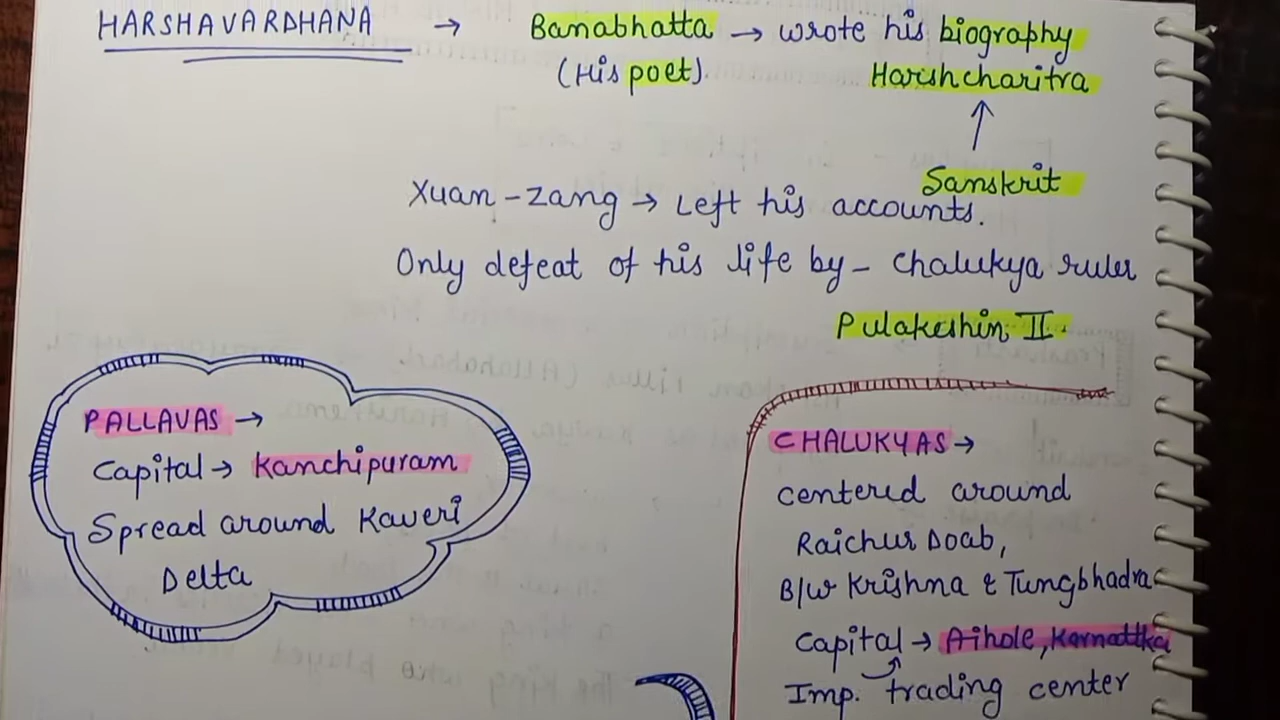 HARSHAVARDHANA → Banabhatta → wrote his biography
(His poet) Harshcharitra
↑
Sanskrit
Xuan-zang → Left his accounts.
Only defeat of his life by - Chalukya ruler
Pulakeshin II.
PALLAVAS →
Capital → Kanchipuram
Spread around Kaveri
Delta
CHALUKYAS →
centered around
Raichur Doab,
B/W Krishna & Tungbhadra
Capital → Aihole, Karnattka
Imp. trading center